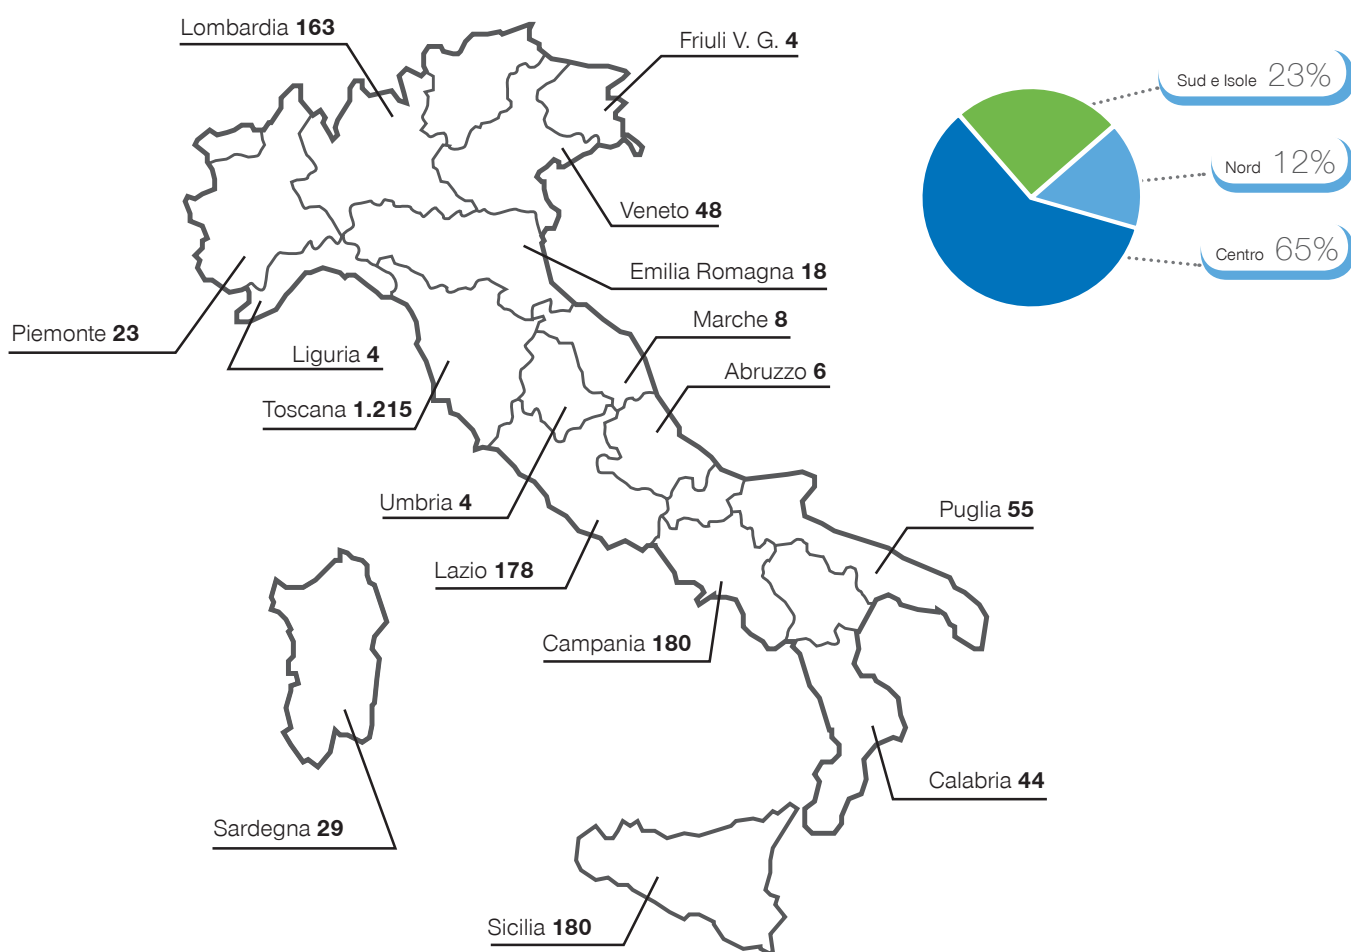 Lombardia 163
Friuli V. G. 4
Sud e Isole 23%
Nord 12%
Veneto 48
Centro 65%
Emilia Romagna 18
Marche 8
Piemonte 23
Liguria 4
Abruzzo 6
Toscana 1.215
Umbria 4
Puglia 55
Lazio 178
Campania 180
Calabria 44
Sardegna 29
Sicilia 180